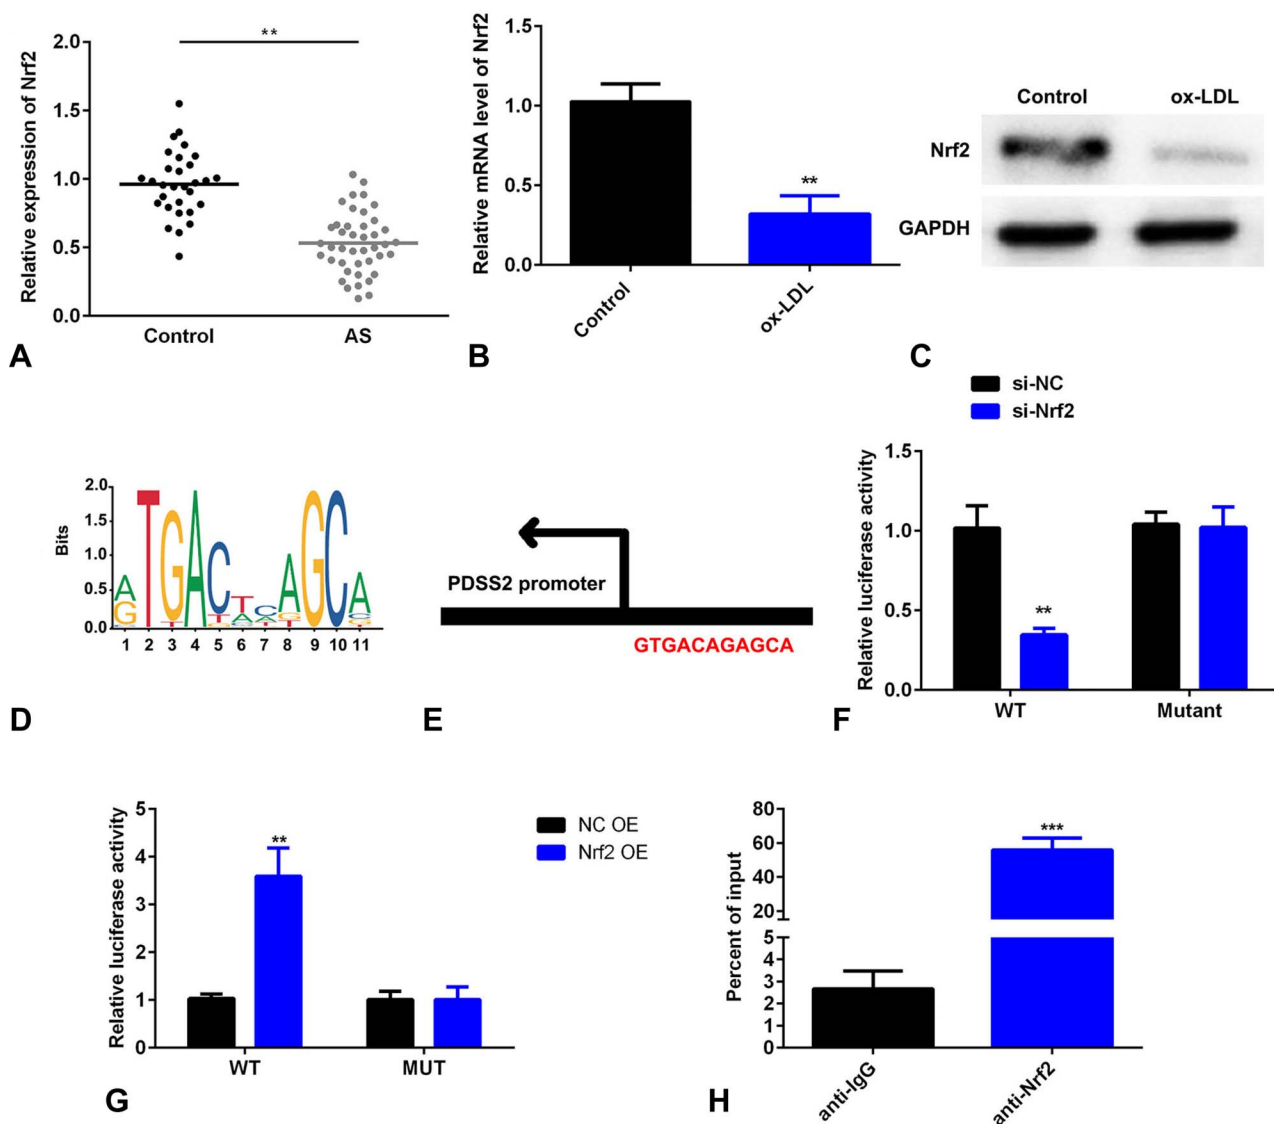 Relative expression of Nrf2
2.0
1.5
1.0
0.5
0.0
**
Control
AS
A
Relative mRNA level of Nrf2
1.5
1.0
0.5
0.0
**
Control
ox-LDL
B
Control
ox-LDL
Nrf2
GAPDH
C
Bits
2.0
1.5
1.0
0.5
0.0
1 2 3 4 5 6 7 8 9 10 11
D
PDSS2 promoter
GTGACAGAGCA
E
si-NC
si-Nrf2
Relative luciferase activity
1.5
1.0
0.5
0.0
**
WT
Mutant
F
Relative luciferase activity
5
4
3
2
1
0
**
WT
MUT
NC OE
Nrf2 OE
G
Percent of input
80
60
40
20
5
4
3
2
1
0
***
anti-IgG
anti-Nrf2
H